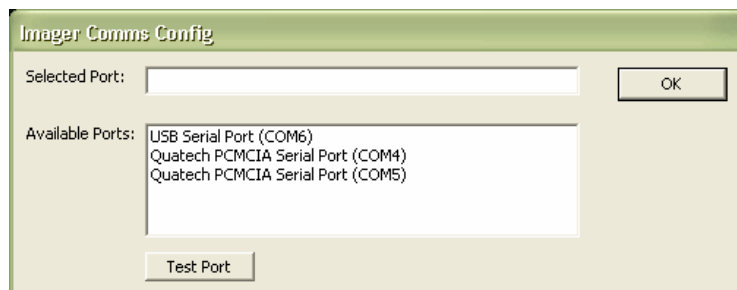 Imager Comms Config
Selected Port:
OK
Available Ports:
USB Serial Port (COM6)
Quatech PCMCIA Serial Port (COM4)
Quatech PCMCIA Serial Port (COM5)
Test Port